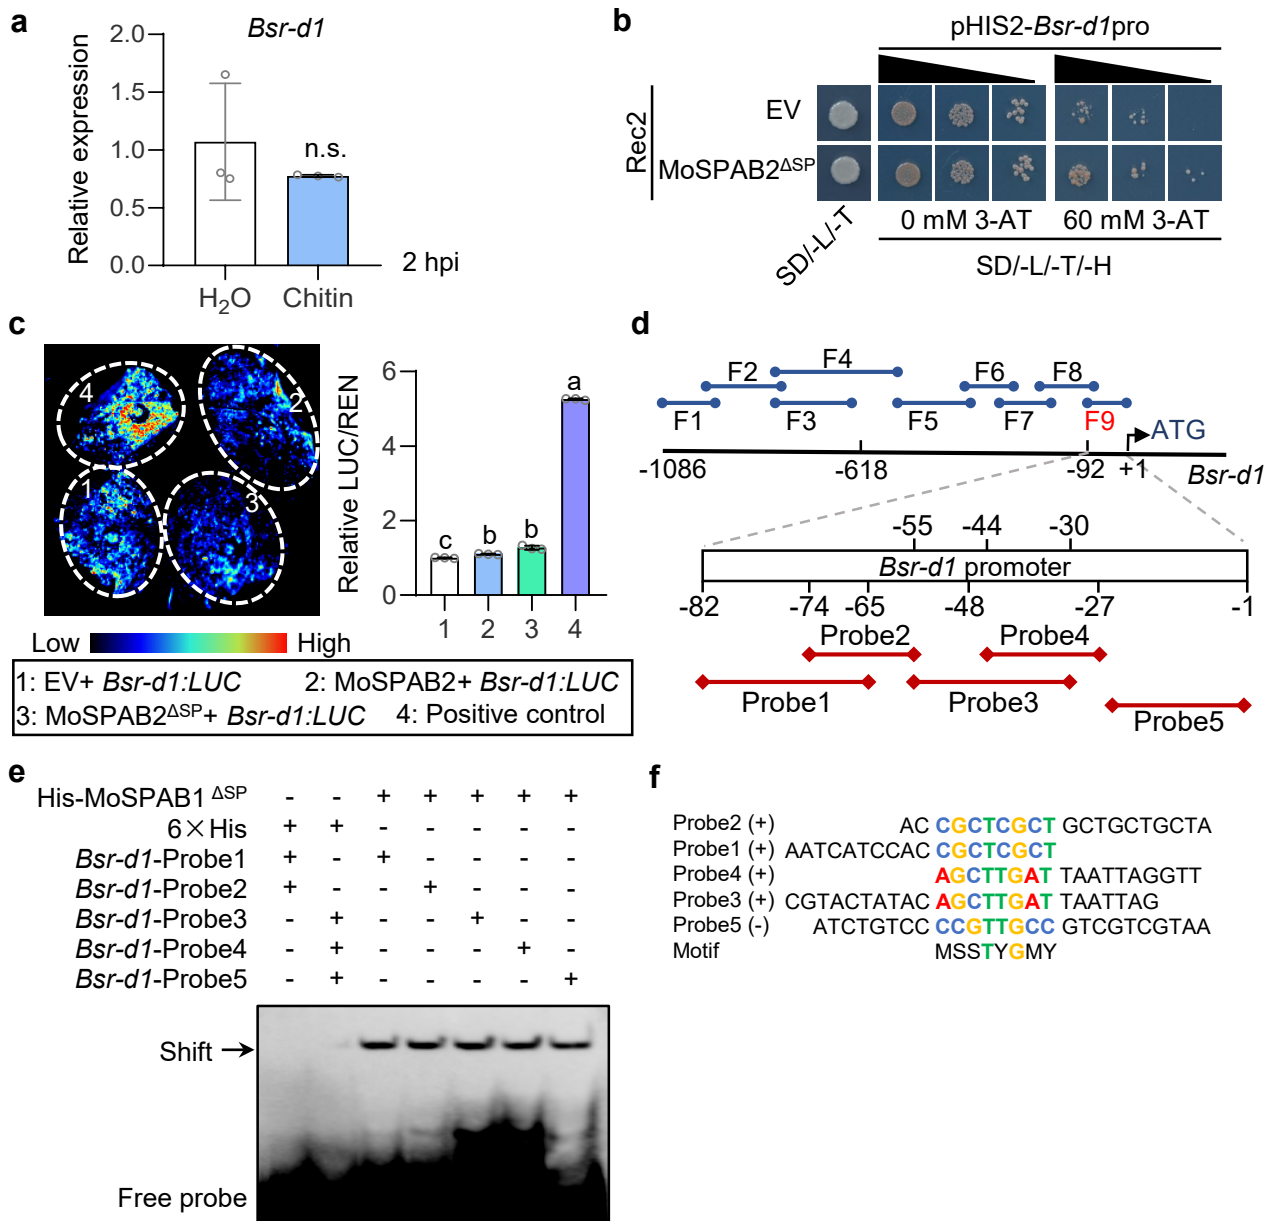 a
Bsr-d1
Relative expression
2.0
1.5
1.0
0.5
0.0
n.s.
H2O
Chitin
2 hpi
b
pHIS2-Bsr-d1pro
Rec2
EV
MoSPAB2ΔSP
SD/-L/-T
0 mM 3-AT
60 mM 3-AT
SD/-L/-T/-H
c
4
2
1
3
Low
High
Relative LUC/REN
6
4
2
0
c
b
b
a
1 2 3 4
1: EV+ Bsr-d1:LUC 2: MoSPAB2+ Bsr-d1:LUC
3: MoSPAB2ΔSP+ Bsr-d1:LUC 4: Positive control
d
F2 F4 F6 F8
F1 F3 F5 F7 F9
ATG
-1086 -618 -92 +1 Bsr-d1
-55 -44 -30
Bsr-d1 promoter
-82 -74 -65 -48 -27 -1
Probe2 Probe4
Probe1 Probe3
Probe5
e
His-MoSPAB1 ΔSP - - + + + + +
6×His + + - - - - -
Bsr-d1-Probe1 + - + - - - -
Bsr-d1-Probe2 + - - + - - -
Bsr-d1-Probe3 - + - - + - -
Bsr-d1-Probe4 - + - - - + -
Bsr-d1-Probe5 - + - - - - +
Shift
Free probe
f
Probe2 (+) AC CGCTCGCT GCTGCTGCTA
Probe1 (+) AATCATCCAC CGCTCGCT
Probe4 (+) AGCTTGAT TAATTAGGTT
Probe3 (+) CGTACTATAC AGCTTGAT TAATTAG
Probe5 (-) ATCTGTCC CCGTTGCC GTCGTCGTAA
Motif MSSTYGMY